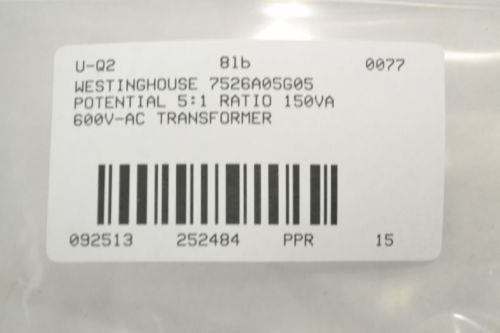 U-Q2 8lb 0077
WESTINGHOUSE 7526A05G05
POTENTIAL 5:1 RATIO 150VA
600V-AC TRANSFORMER
092513 252484 PPR 15